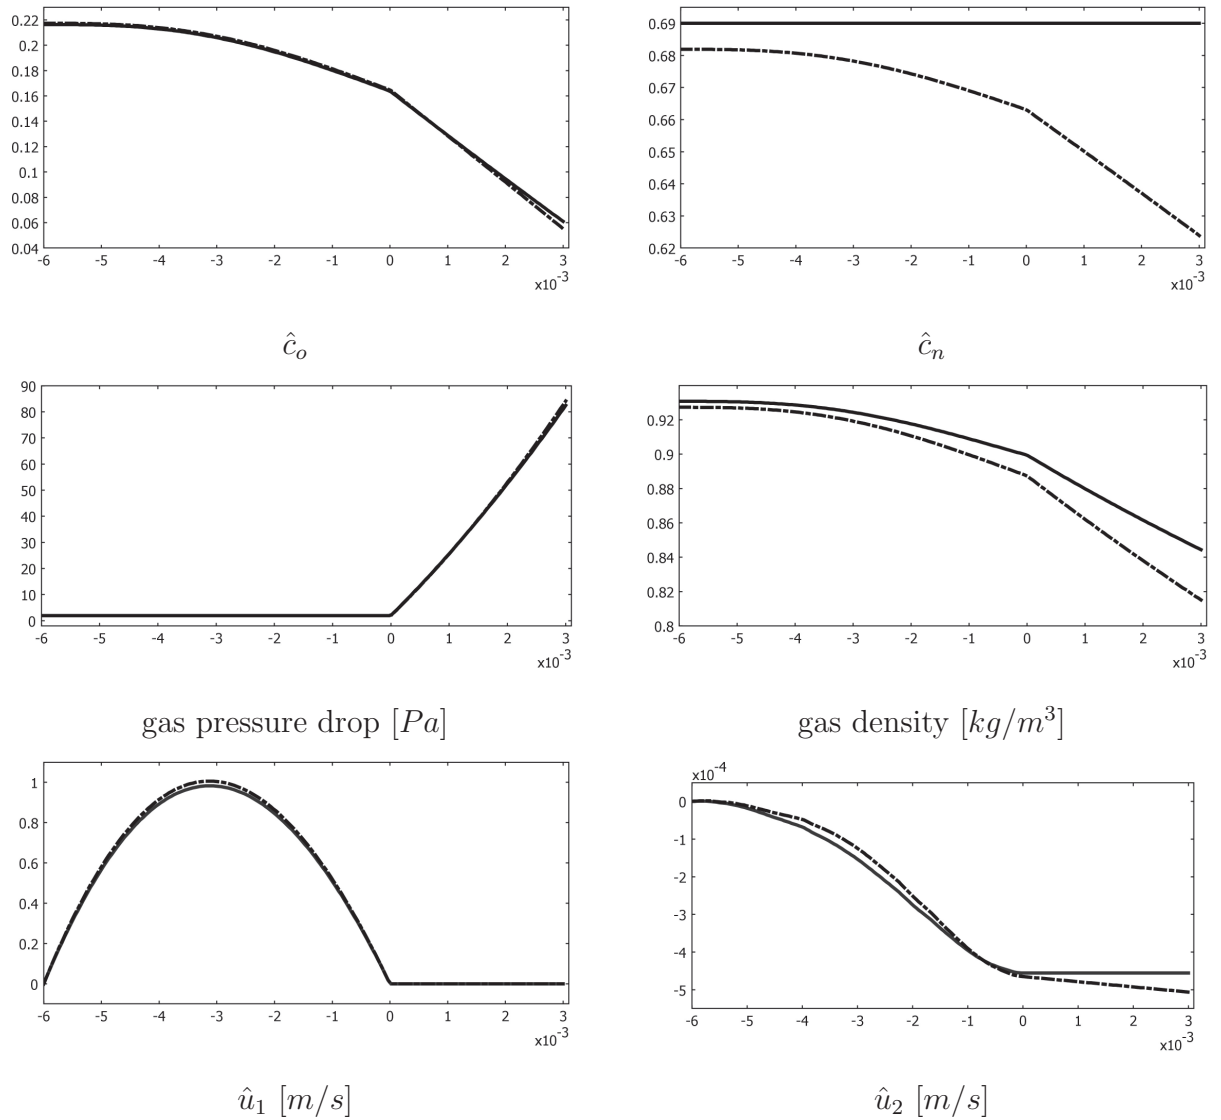 0.22
0.2
0.18
0.16
0.14
0.12
0.1
0.08
0.06
0.04
-6 -5 -4 -3 -2 -1 0 1 2 3
x10-3
ĉo
0.69
0.68
0.67
0.66
0.65
0.64
0.63
0.62
-6 -5 -4 -3 -2 -1 0 1 2 3
x10-3
ĉn
90
80
70
60
50
40
30
20
10
0
-6 -5 -4 -3 -2 -1 0 1 2 3
x10-3
gas pressure drop [Pa]
0.92
0.9
0.88
0.86
0.84
0.82
0.8
-6 -5 -4 -3 -2 -1 0 1 2 3
x10-3
gas density [kg/m3]
1
0.8
0.6
0.4
0.2
0
-6 -5 -4 -3 -2 -1 0 1 2 3
x10-3
û1 [m/s]
x10-4
0
-1
-2
-3
-4
-5
-6 -5 -4 -3 -2 -1 0 1 2 3
x10-3
û2 [m/s]